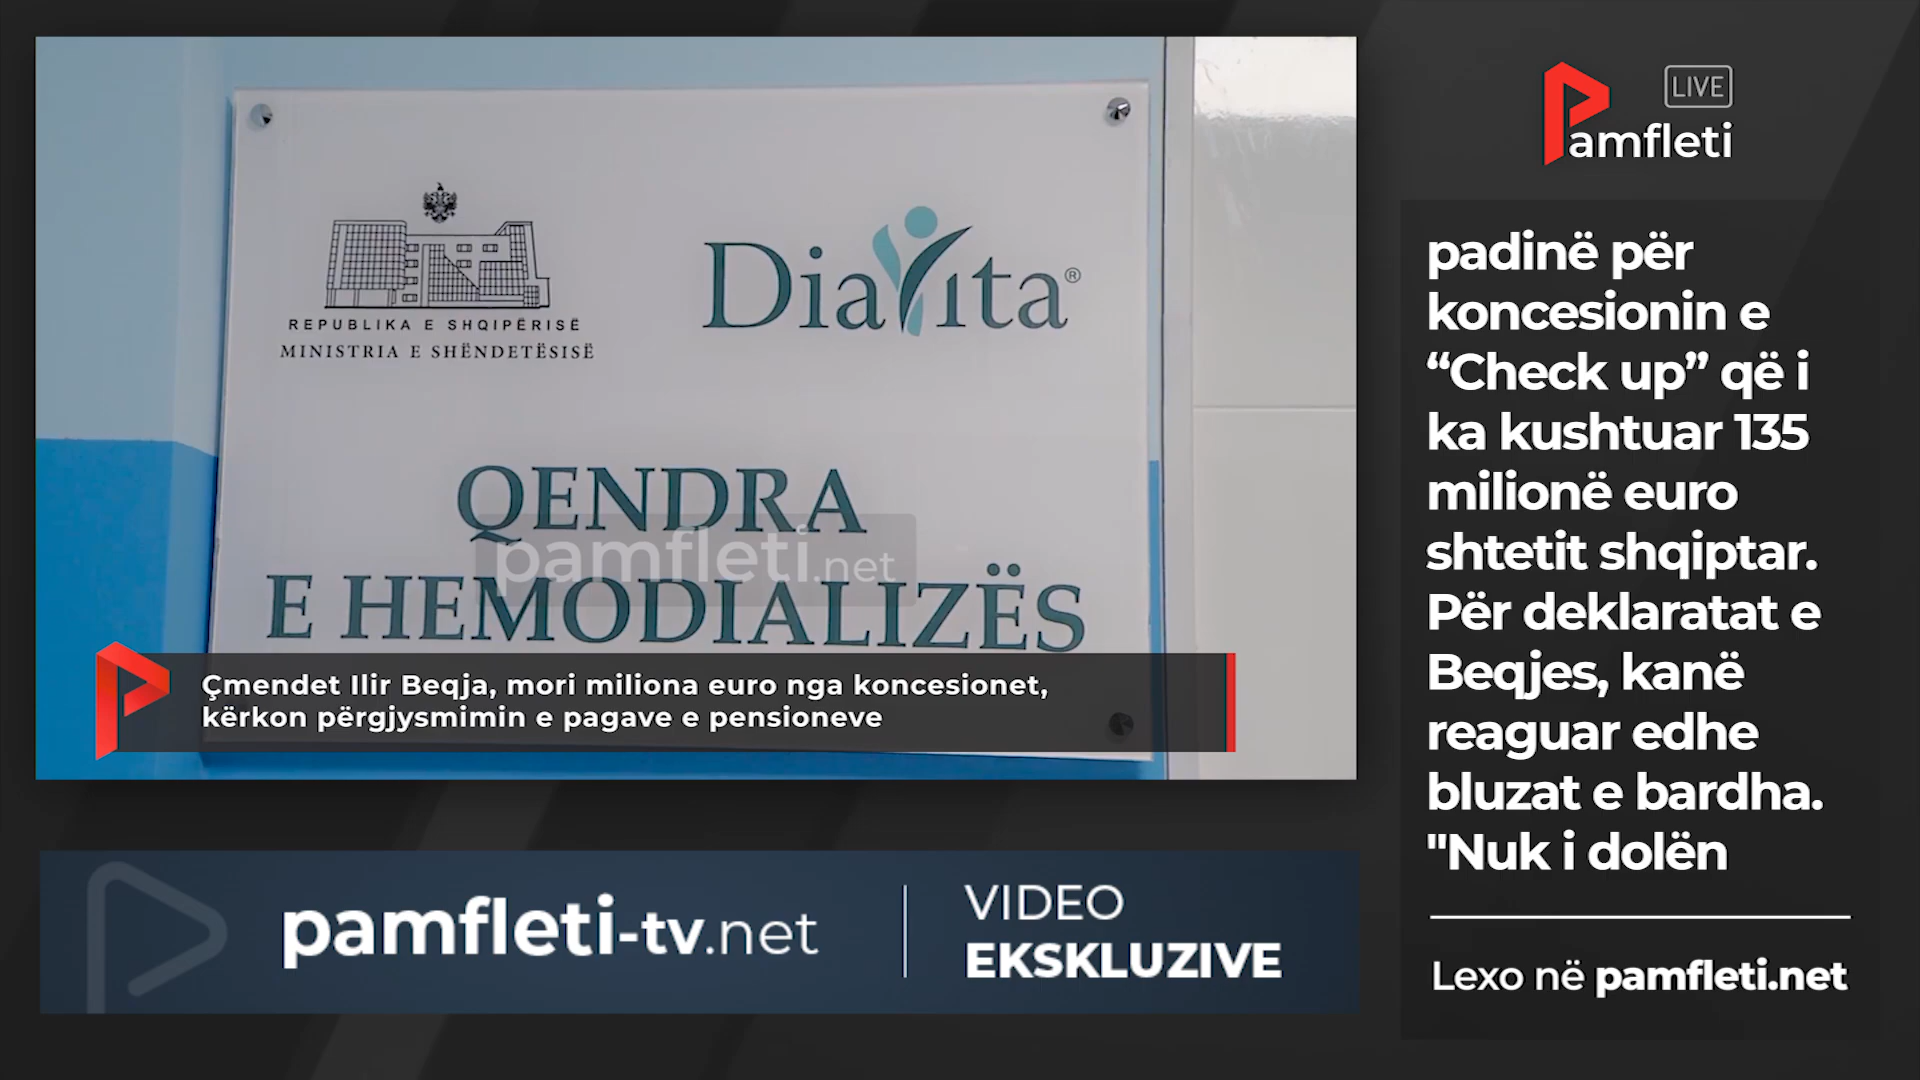 REPUBLIKA E SHQIPËRISË
MINISTRIA E SHËNDETËSISË
DiaVita®
QENDRA
E HEMODIALIZËS
pamfleti.net
Çmendet Ilir Beqja, mori miliona euro nga koncesionet,
kërkon përgjysmimin e pagave e pensioneve
pamfleti-tv.net
VIDEO
EKSKLUZIVE
LIVE
Pamfleti
padinë për
koncesionin e
“Check up” që i
ka kushtuar 135
milionë euro
shtetit shqiptar.
Për deklaratat e
Beqjes, kanë
reaguar edhe
bluzat e bardha.
"Nuk i dolën
Lexo në pamfleti.net